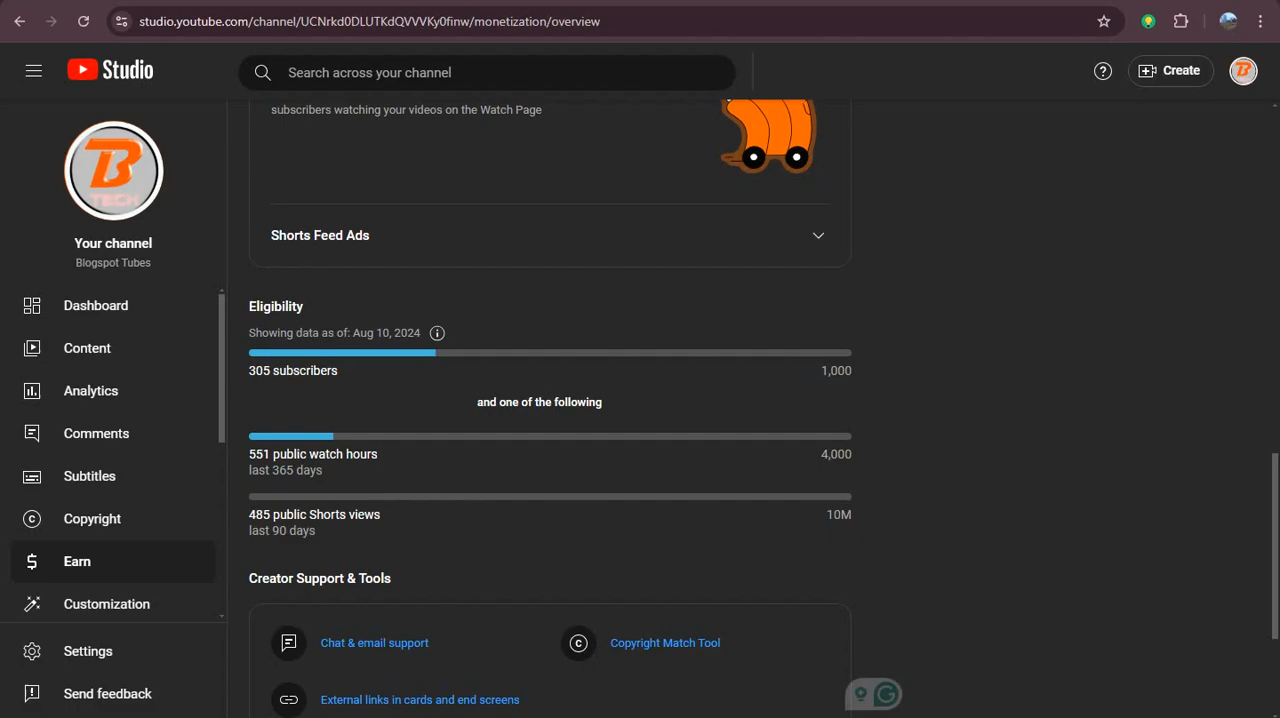 studio.youtube.com/channel/UCNrkd0DLUTKdQVVVKy0finw/monetization/overview
Studio
Search across your channel
Create
B
subscribers watching your videos on the Watch Page
B
TECH
Your channel
Blogspot Tubes
Dashboard
Content
Analytics
Comments
Subtitles
Copyright
Earn
Customization
Settings
Send feedback
Shorts Feed Ads
Eligibility
Showing data as of: Aug 10, 2024
305 subscribers 1,000
and one of the following
551 public watch hours 4,000
last 365 days
485 public Shorts views 10M
last 90 days
Creator Support & Tools
Chat & email support
Copyright Match Tool
External links in cards and end screens